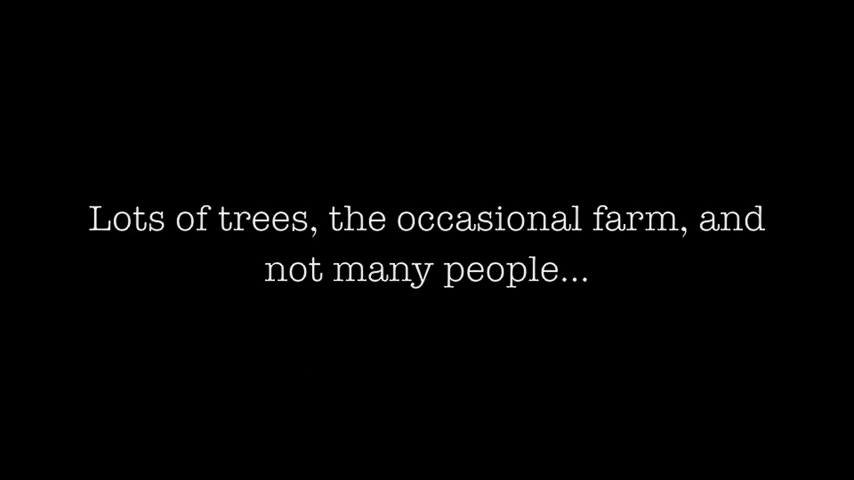 Lots of trees, the occasional farm, and
not many people...